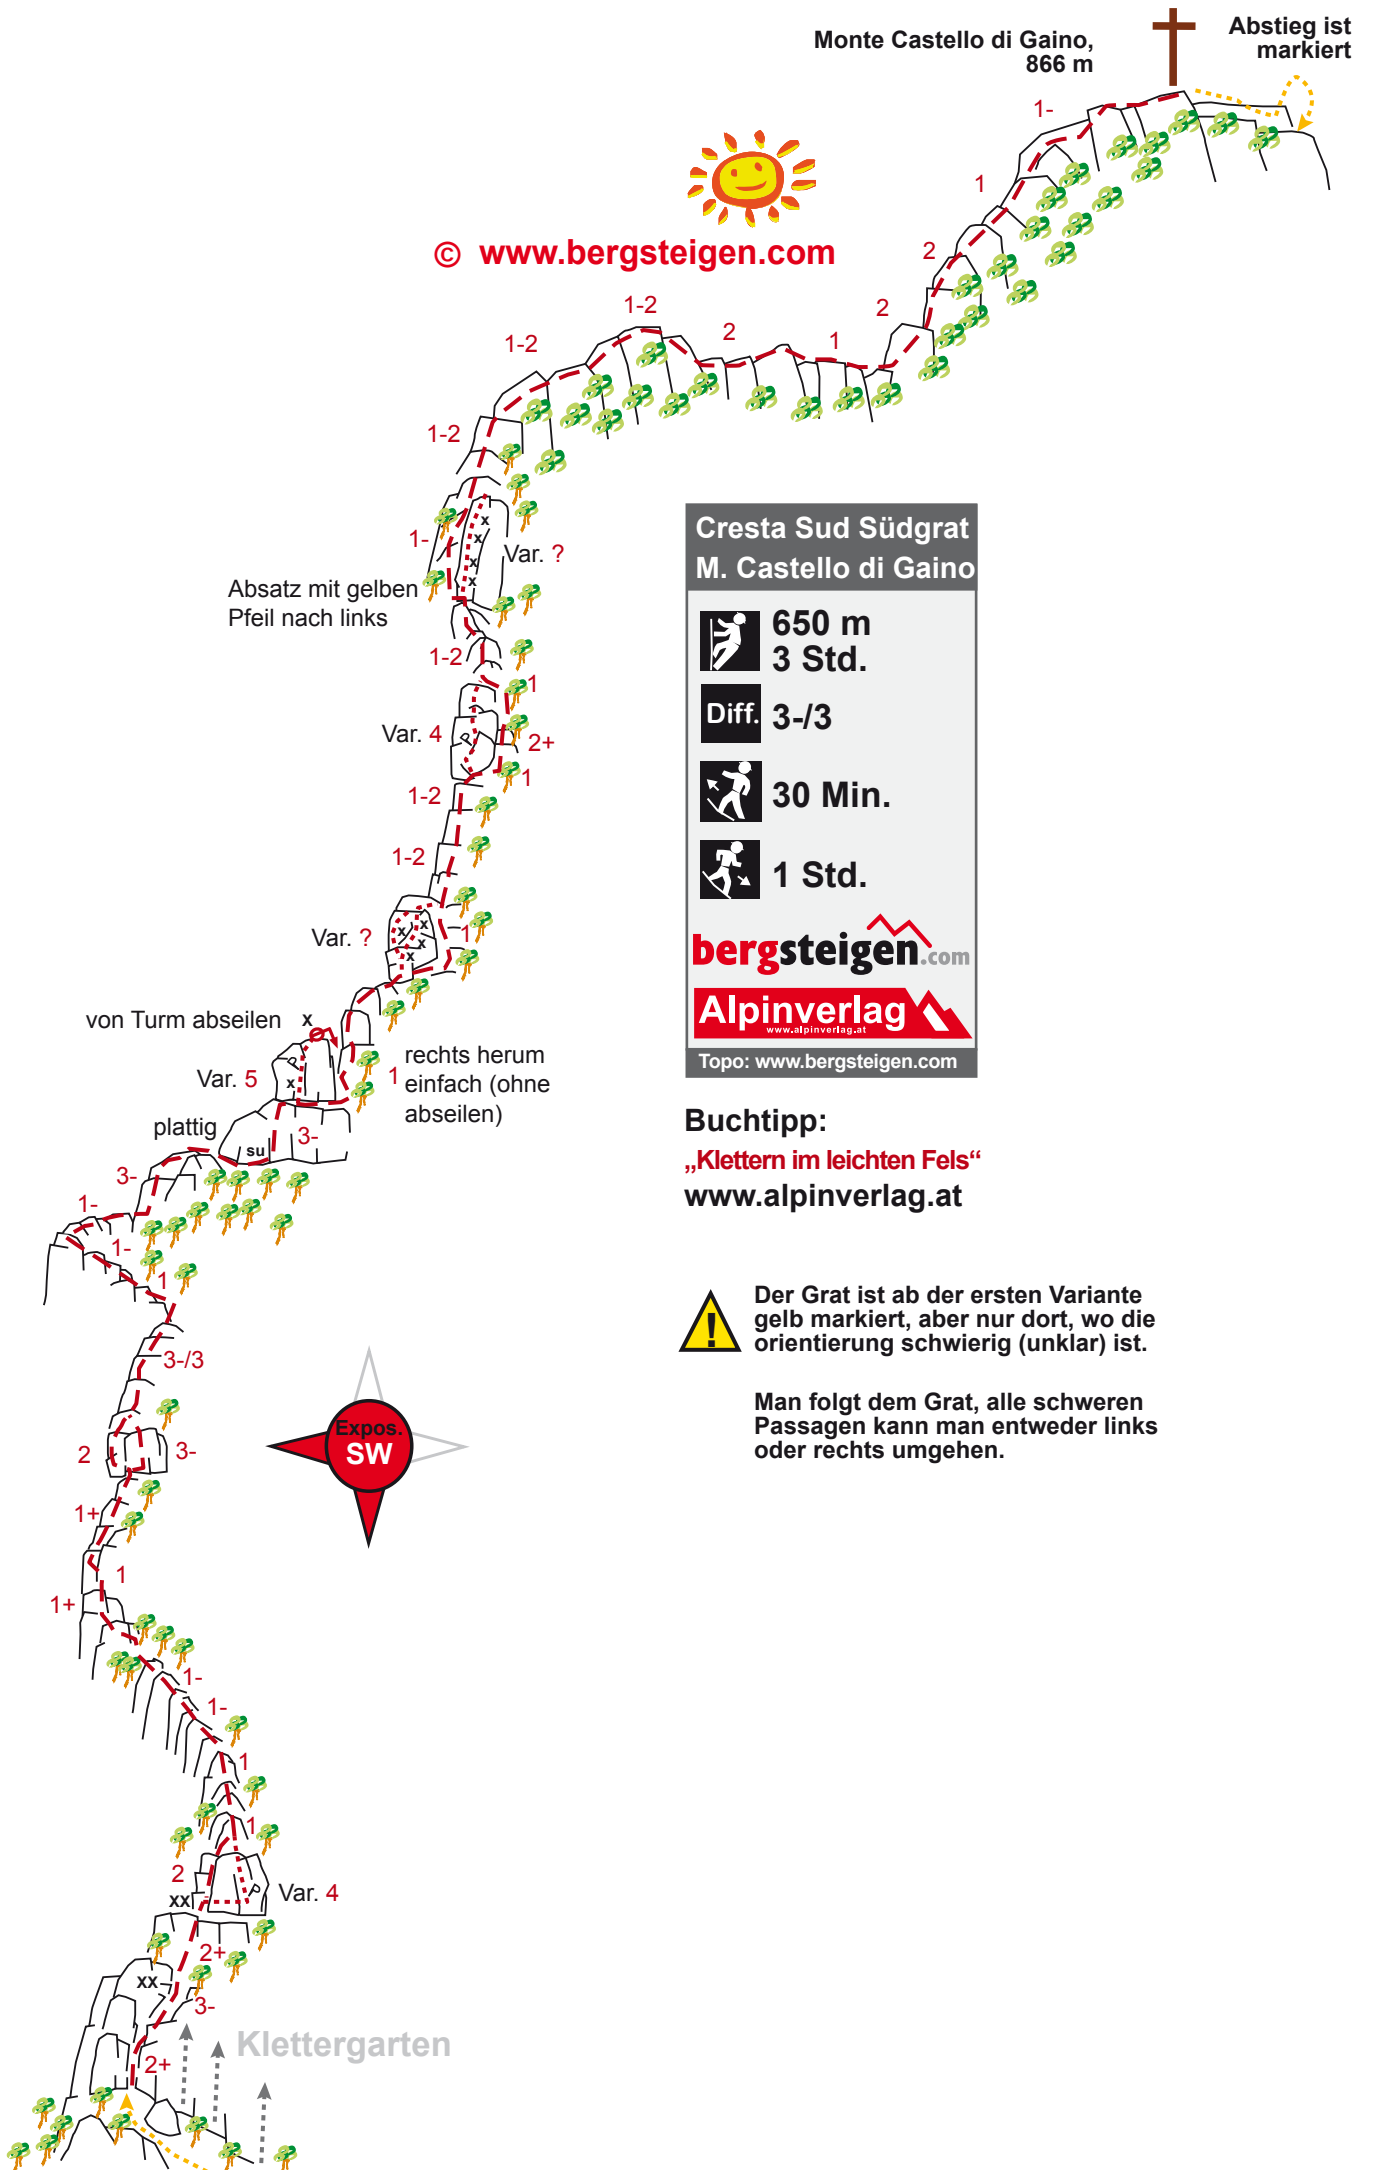 Monte Castello di Gaino,
866 m
Abstieg ist
markiert
1-
1
2
© www.bergsteigen.com
1-2
1-2
2
1
2
1-2
x
x
x
x
1-
Var. ?
Absatz mit gelben
Pfeil nach links
1-2
1
Var. 4
P
2+
1
1-2
1-2
Var. ?
x
x
x
x
1
von Turm abseilen
x
P
x
Var. 5
1
rechts herum
einfach (ohne
abseilen)
plattig
su
3-
3-
1-
1-
1
3-/3
2
3-
1+
1
1+
1-
1-
1
1
2
xx
P
Var. 4
2+
xx
3-
Klettergarten
2+
Cresta Sud Südgrat
M. Castello di Gaino
650 m
3 Std.
Diff. 3-/3
30 Min.
1 Std.
bergsteigen.com
Alpinverlag
www.alpinverlag.at
Topo: www.bergsteigen.com
Buchtipp:
„Klettern im leichten Fels“
www.alpinverlag.at
!
Der Grat ist ab der ersten Variante
gelb markiert, aber nur dort, wo die
orientierung schwierig (unklar) ist.
Man folgt dem Grat, alle schweren
Passagen kann man entweder links
oder rechts umgehen.
Expos.
SW